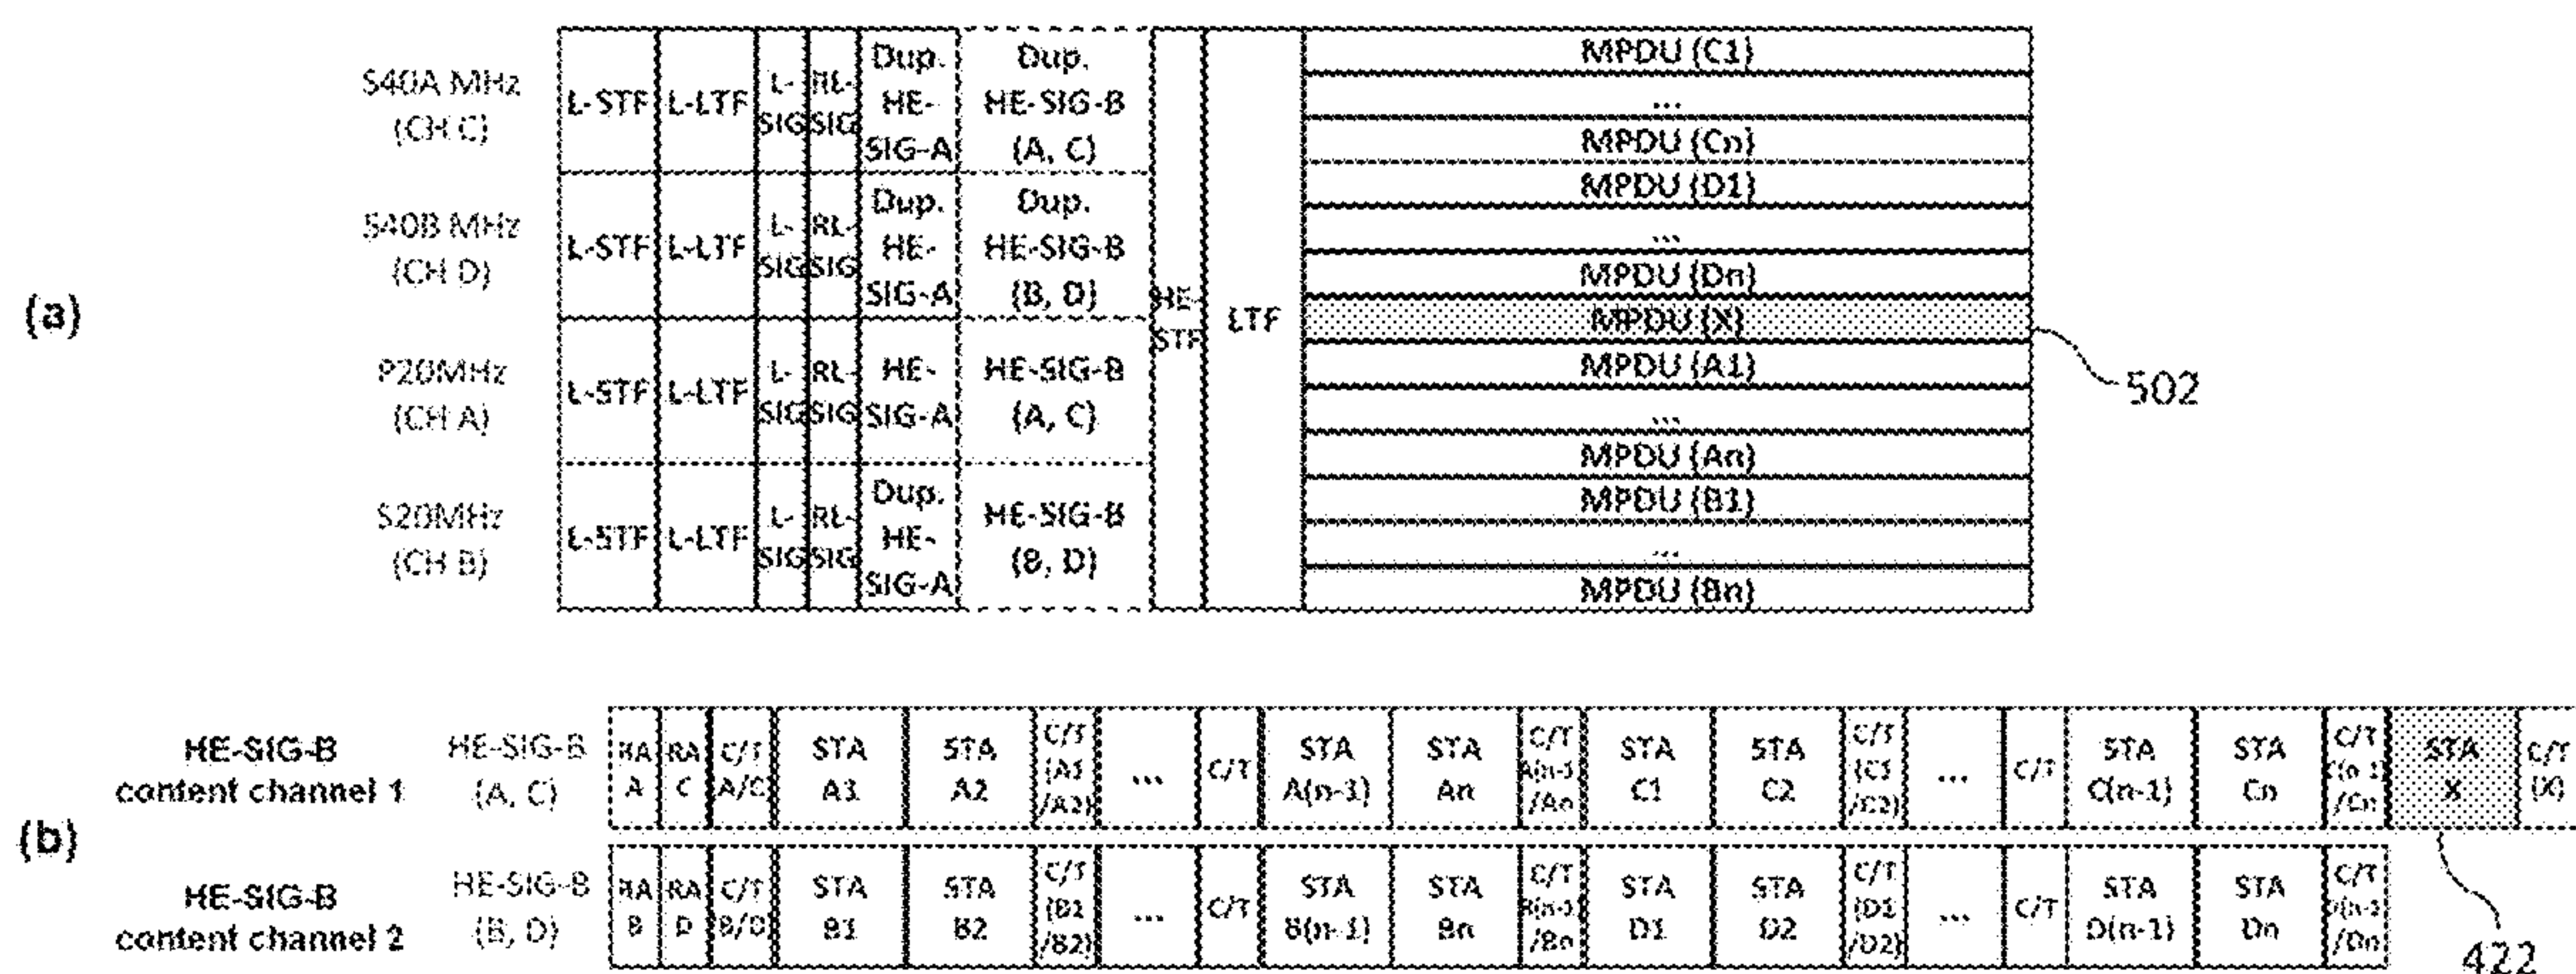 (a)
S40A MHz
(CH C)
L-STF
L-LTF
L-
SIG
RL-
SIG
Dup.
HE-
SIG-A
Dup.
HE-SIG-B
(A, C)
S40B MHz
(CH D)
L-STF
L-LTF
L-
SIG
RL-
SIG
Dup.
HE-
SIG-A
Dup.
HE-SIG-B
(B, D)
P20MHz
(CH A)
L-STF
L-LTF
L-
SIG
RL-
SIG
HE-
SIG-A
HE-SIG-B
(A, C)
S20MHz
(CH B)
L-STF
L-LTF
L-
SIG
RL-
SIG
Dup.
HE-
SIG-A
HE-SIG-B
(B, D)
HE-
STF
LTF
MPDU (C1)
...
MPDU (Cn)
MPDU (D1)
...
MPDU (Dn)
MPDU (X)
MPDU (A1)
...
MPDU (An)
MPDU (B1)
...
MPDU (Bn)
502
(b)
HE-SIG-B
content channel 1
HE-SIG-B
(A, C)
RA
A
RA
C
C/T
A/C
STA
A1
STA
A2
C/T
(A1
/A2)
...
C/T
STA
A(n-1)
STA
An
C/T
A(n-1
/An
STA
C1
STA
C2
C/T
(C1
/C2)
...
C/T
STA
C(n-1)
STA
Cn
C/T
C(n-1)
/Cn
STA
X
C/T
(X)
HE-SIG-B
content channel 2
HE-SIG-B
(B, D)
RA
B
RA
D
C/T
B/D
STA
B1
STA
B2
C/T
(B1
/B2)
...
C/T
STA
B(n-1)
STA
Bn
C/T
B(n-1)
/Bn
STA
D1
STA
D2
C/T
(D1
/D2)
...
C/T
STA
D(n-1)
STA
Dn
C/T
D(n-1
/Dn
422